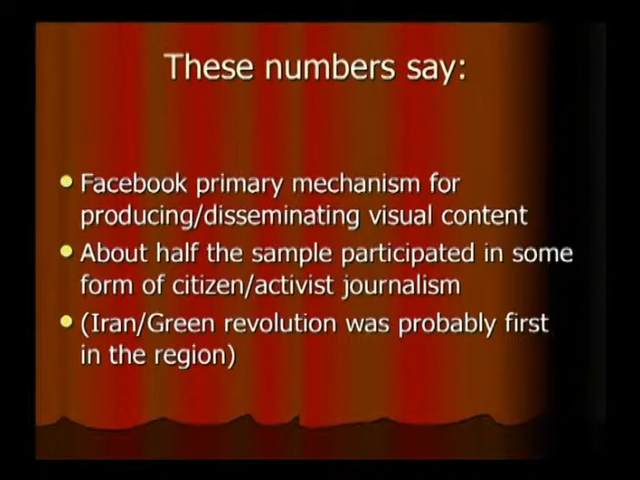 These numbers say:
Facebook primary mechanism for
producing/disseminating visual content
About half the sample participated in some
form of citizen/activist journalism
(Iran/Green revolution was probably first
in the region)